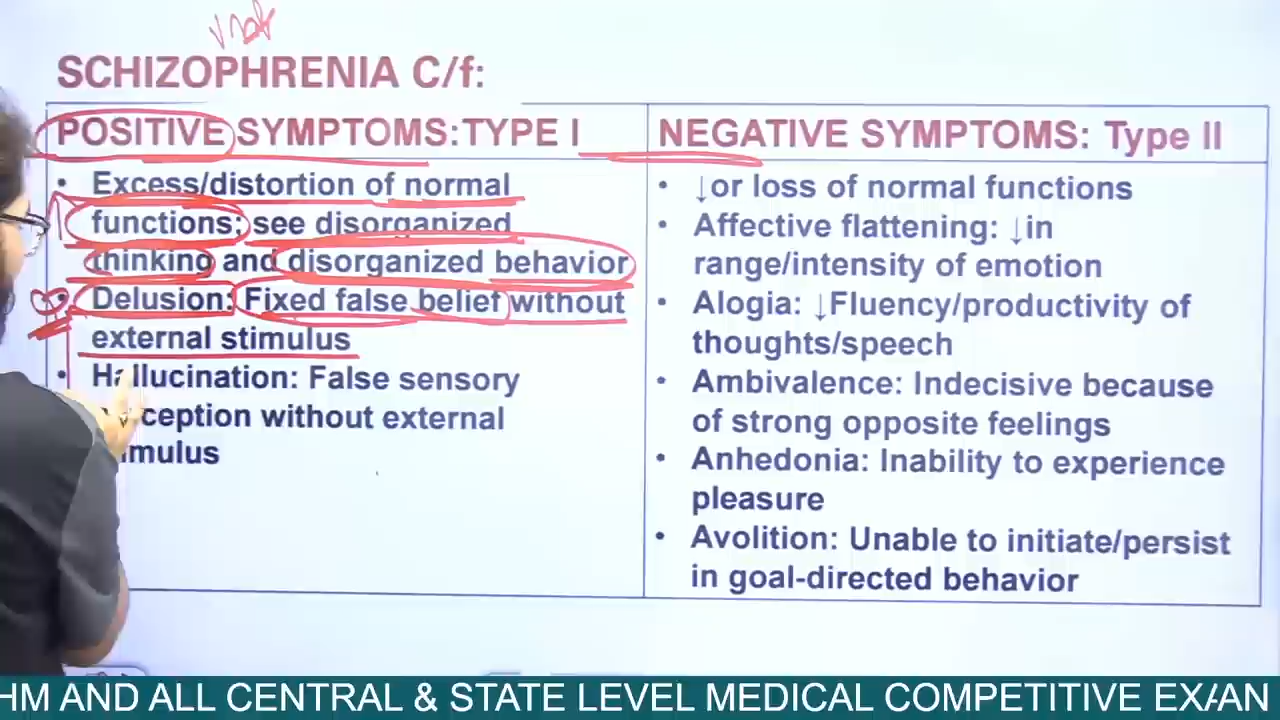 SCHIZOPHRENIA C/f:
POSITIVE SYMPTOMS:TYPE I
• Excess/distortion of normal
functions; see disorganized
thinking and disorganized behavior
• Delusion: Fixed false belief without
external stimulus
• Hallucination: False sensory
ception without external
mulus
NEGATIVE SYMPTOMS: Type II
• ↓or loss of normal functions
• Affective flattening: ↓in
range/intensity of emotion
• Alogia: ↓Fluency/productivity of
thoughts/speech
• Ambivalence: Indecisive because
of strong opposite feelings
• Anhedonia: Inability to experience
pleasure
• Avolition: Unable to initiate/persist
in goal-directed behavior
HM AND ALL CENTRAL & STATE LEVEL MEDICAL COMPETITIVE EX
AN